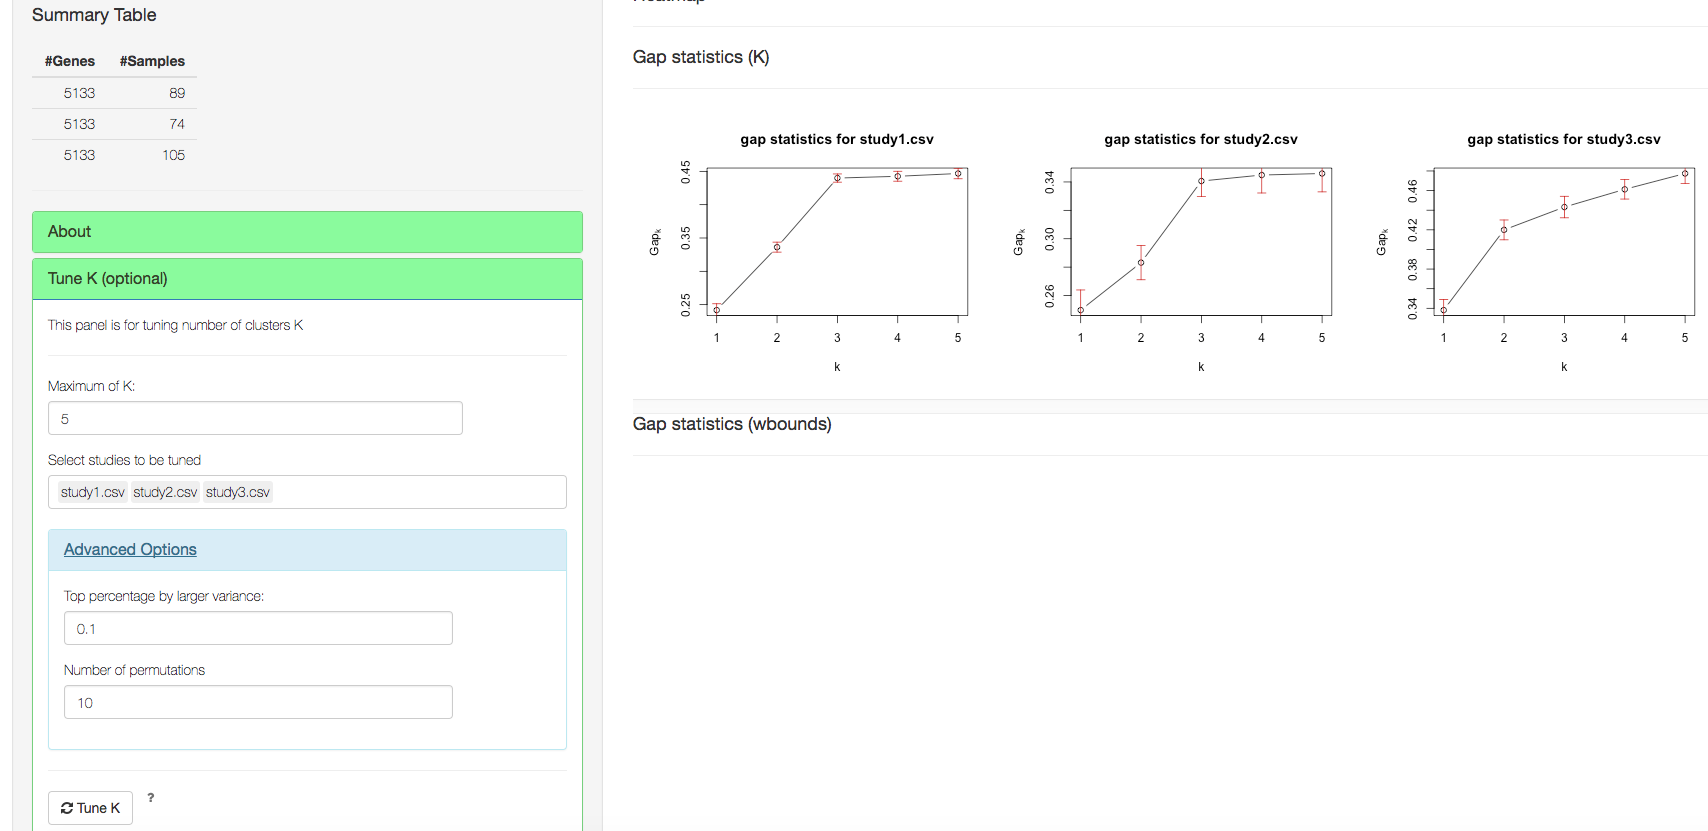 Summary Table
#Genes #Samples
5133 89
5133 74
5133 105
About
Tune K (optional)
This panel is for tuning number of clusters K
Maximum of K:
5
Select studies to be tuned
study1.csv study2.csv study3.csv
Advanced Options
Top percentage by larger variance:
0.1
Number of permutations
10
Tune K ?
Heatmap
Gap statistics (K)
gap statistics for study1.csv
Gapk
0.25 0.35 0.45
1 2 3 4 5
k
gap statistics for study2.csv
Gapk
0.26 0.30 0.34
1 2 3 4 5
k
gap statistics for study3.csv
Gapk
0.34 0.38 0.42 0.46
1 2 3 4 5
k
Gap statistics (wbounds)